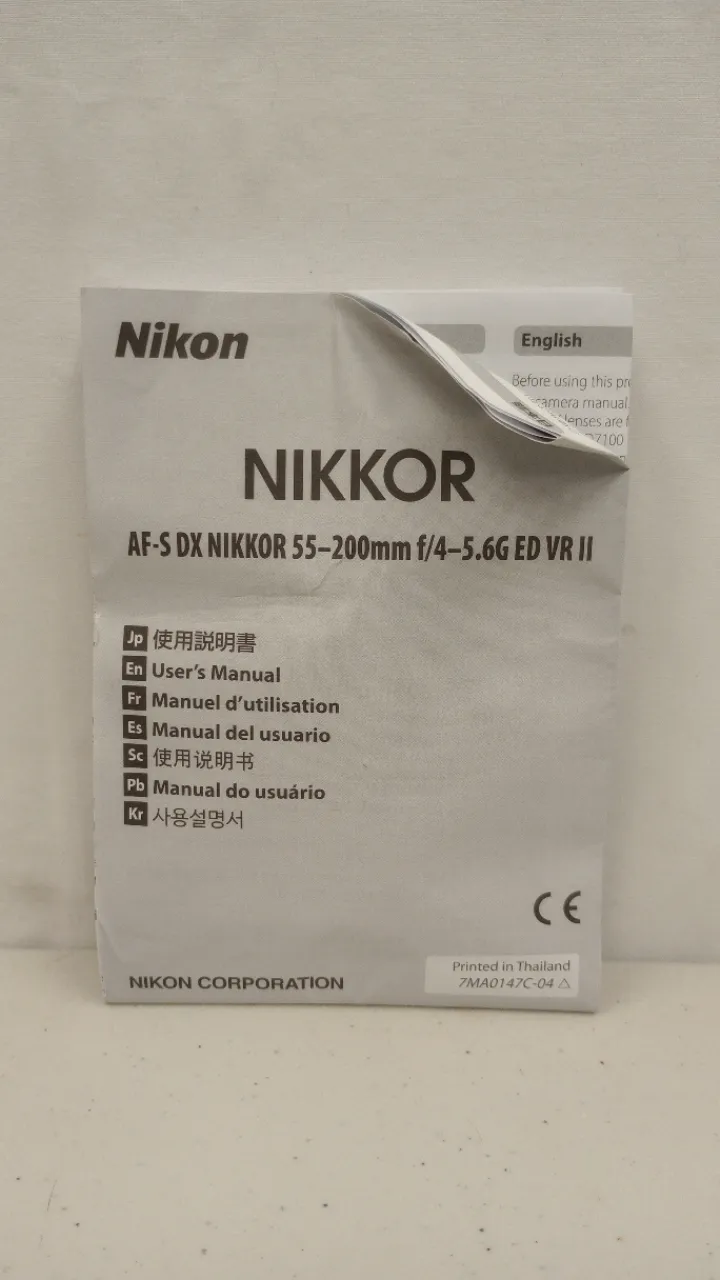 Nikon
English
Before using this
camera manual.
lenses are
D7100
NIKKOR
AF-S DX NIKKOR 55–200mm f/4–5.6G ED VR II
Jp 使用説明書
En User's Manual
Fr Manuel d'utilisation
Es Manual del usuario
Sc 使用说明书
Pb Manual do usuário
Kr 사용설명서
CE
NIKON CORPORATION
Printed in Thailand
7MA0147C-04 △